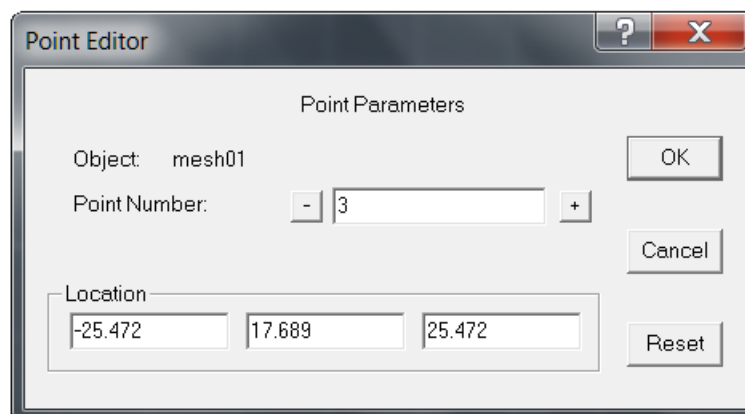 Point Editor
?
X
Point Parameters
Object: mesh01
OK
Point Number: - 3 +
Cancel
Location
-25.472 17.689 25.472
Reset